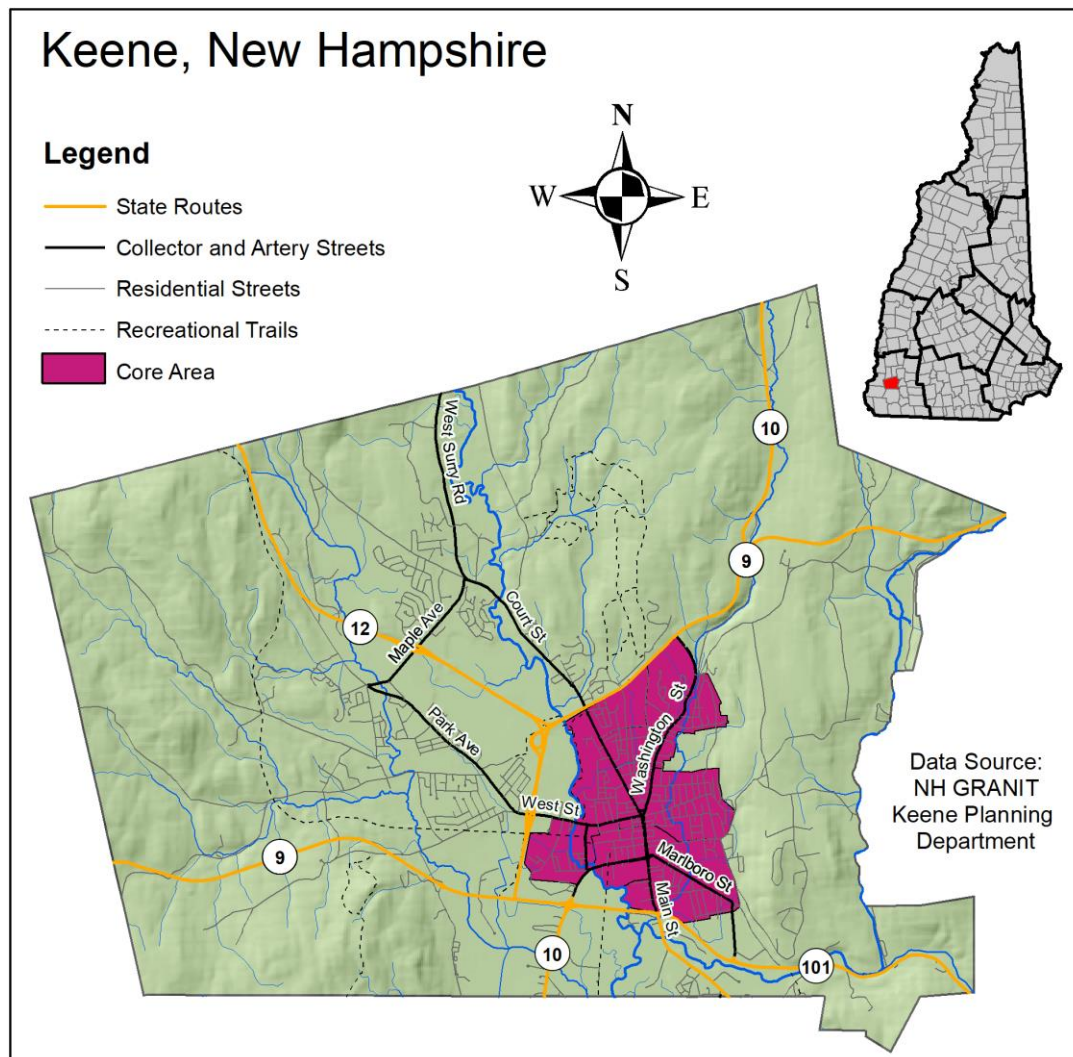 Keene, New Hampshire
Legend
State Routes
Collector and Artery Streets
Residential Streets
Recreational Trails
Core Area
N
W
E
S
10
West Surry Rd
9
Court St
12
Maple Ave
Park Ave
Washington St
West St
Data Source:
NH GRANIT
Keene Planning
Department
9
Marlboro St
Main St
10
101